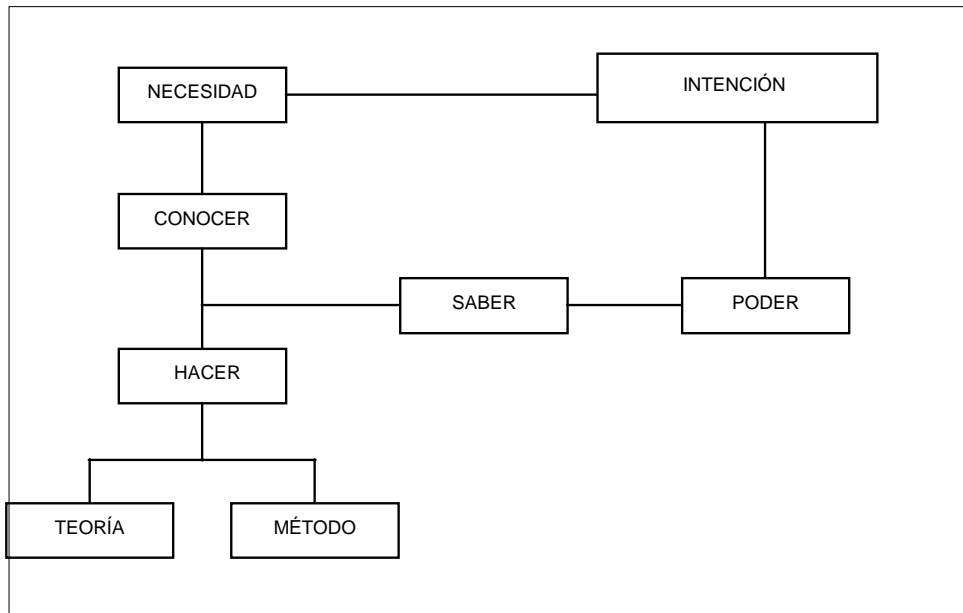 NECESIDAD
INTENCIÓN
CONOCER
SABER
PODER
HACER
TEORÍA
MÉTODO